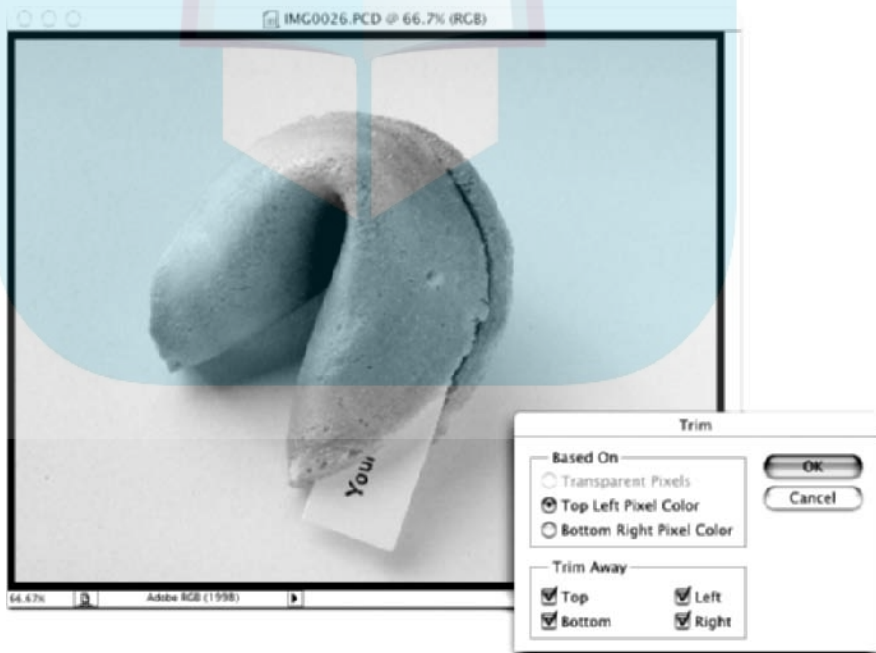 IMG0026.PCD @ 66.7% (RGB)
Your
Trim
Based On
Transparent Pixels
Top Left Pixel Color
Bottom Right Pixel Color
OK
Cancel
Trim Away
Top
Left
Bottom
Right
66.67%
Adobe RGB (1998)